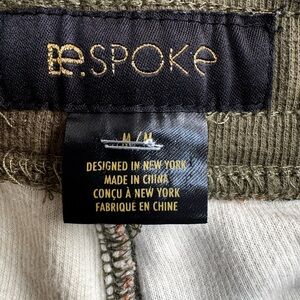 Be.SPOKe
M/M
DESIGNED IN NEW YORK
MADE IN CHINA
CONÇU À NEW YORK
FABRIQUÉ EN CHINE